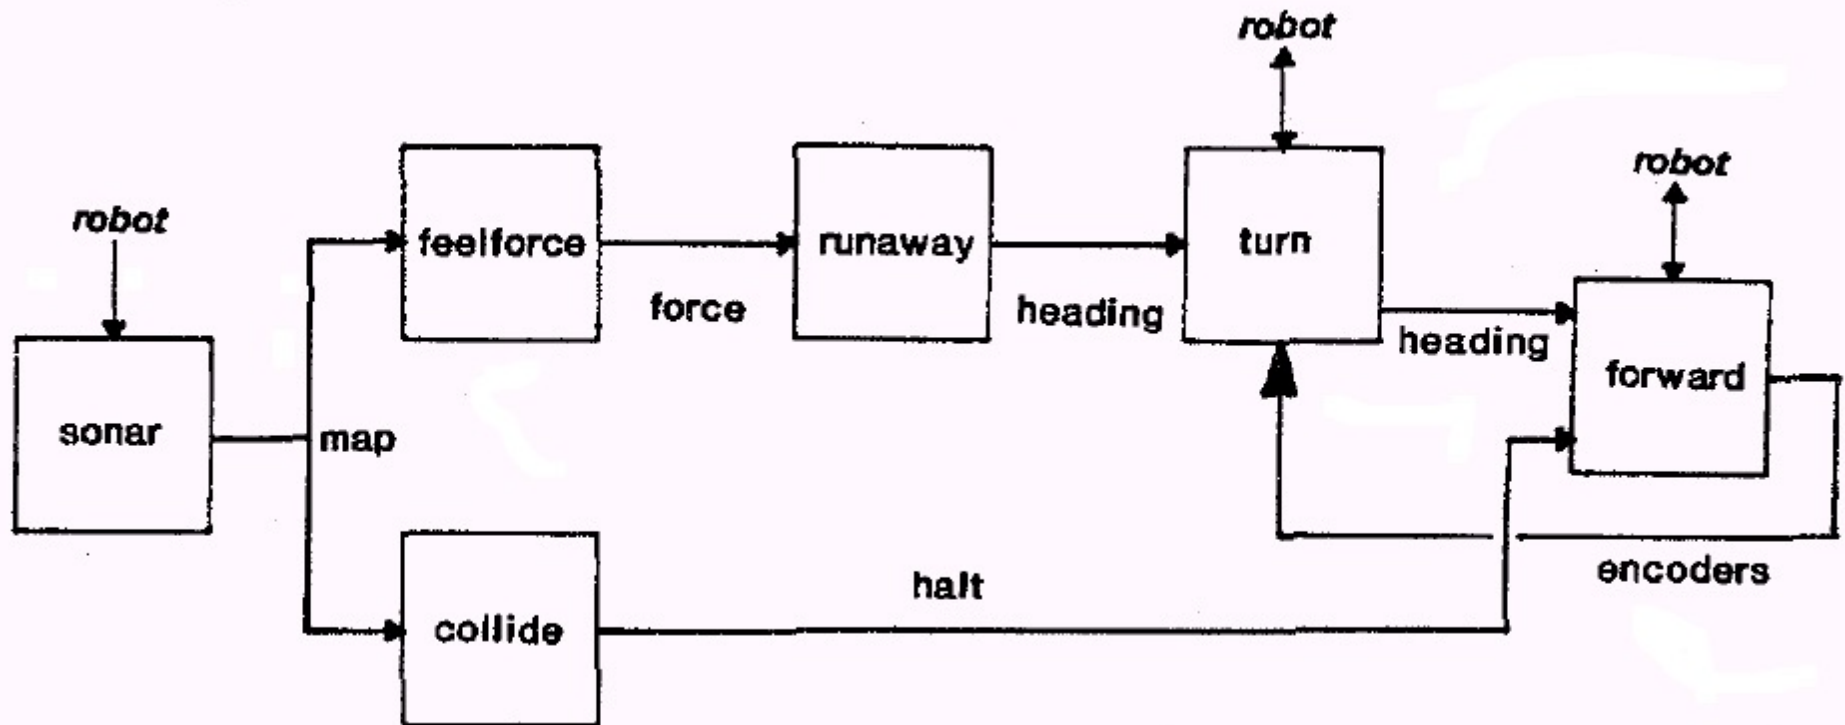 robot
robot
robot
feelforce
runaway
turn
force
heading
heading
forward
sonar
map
encoders
halt
collide